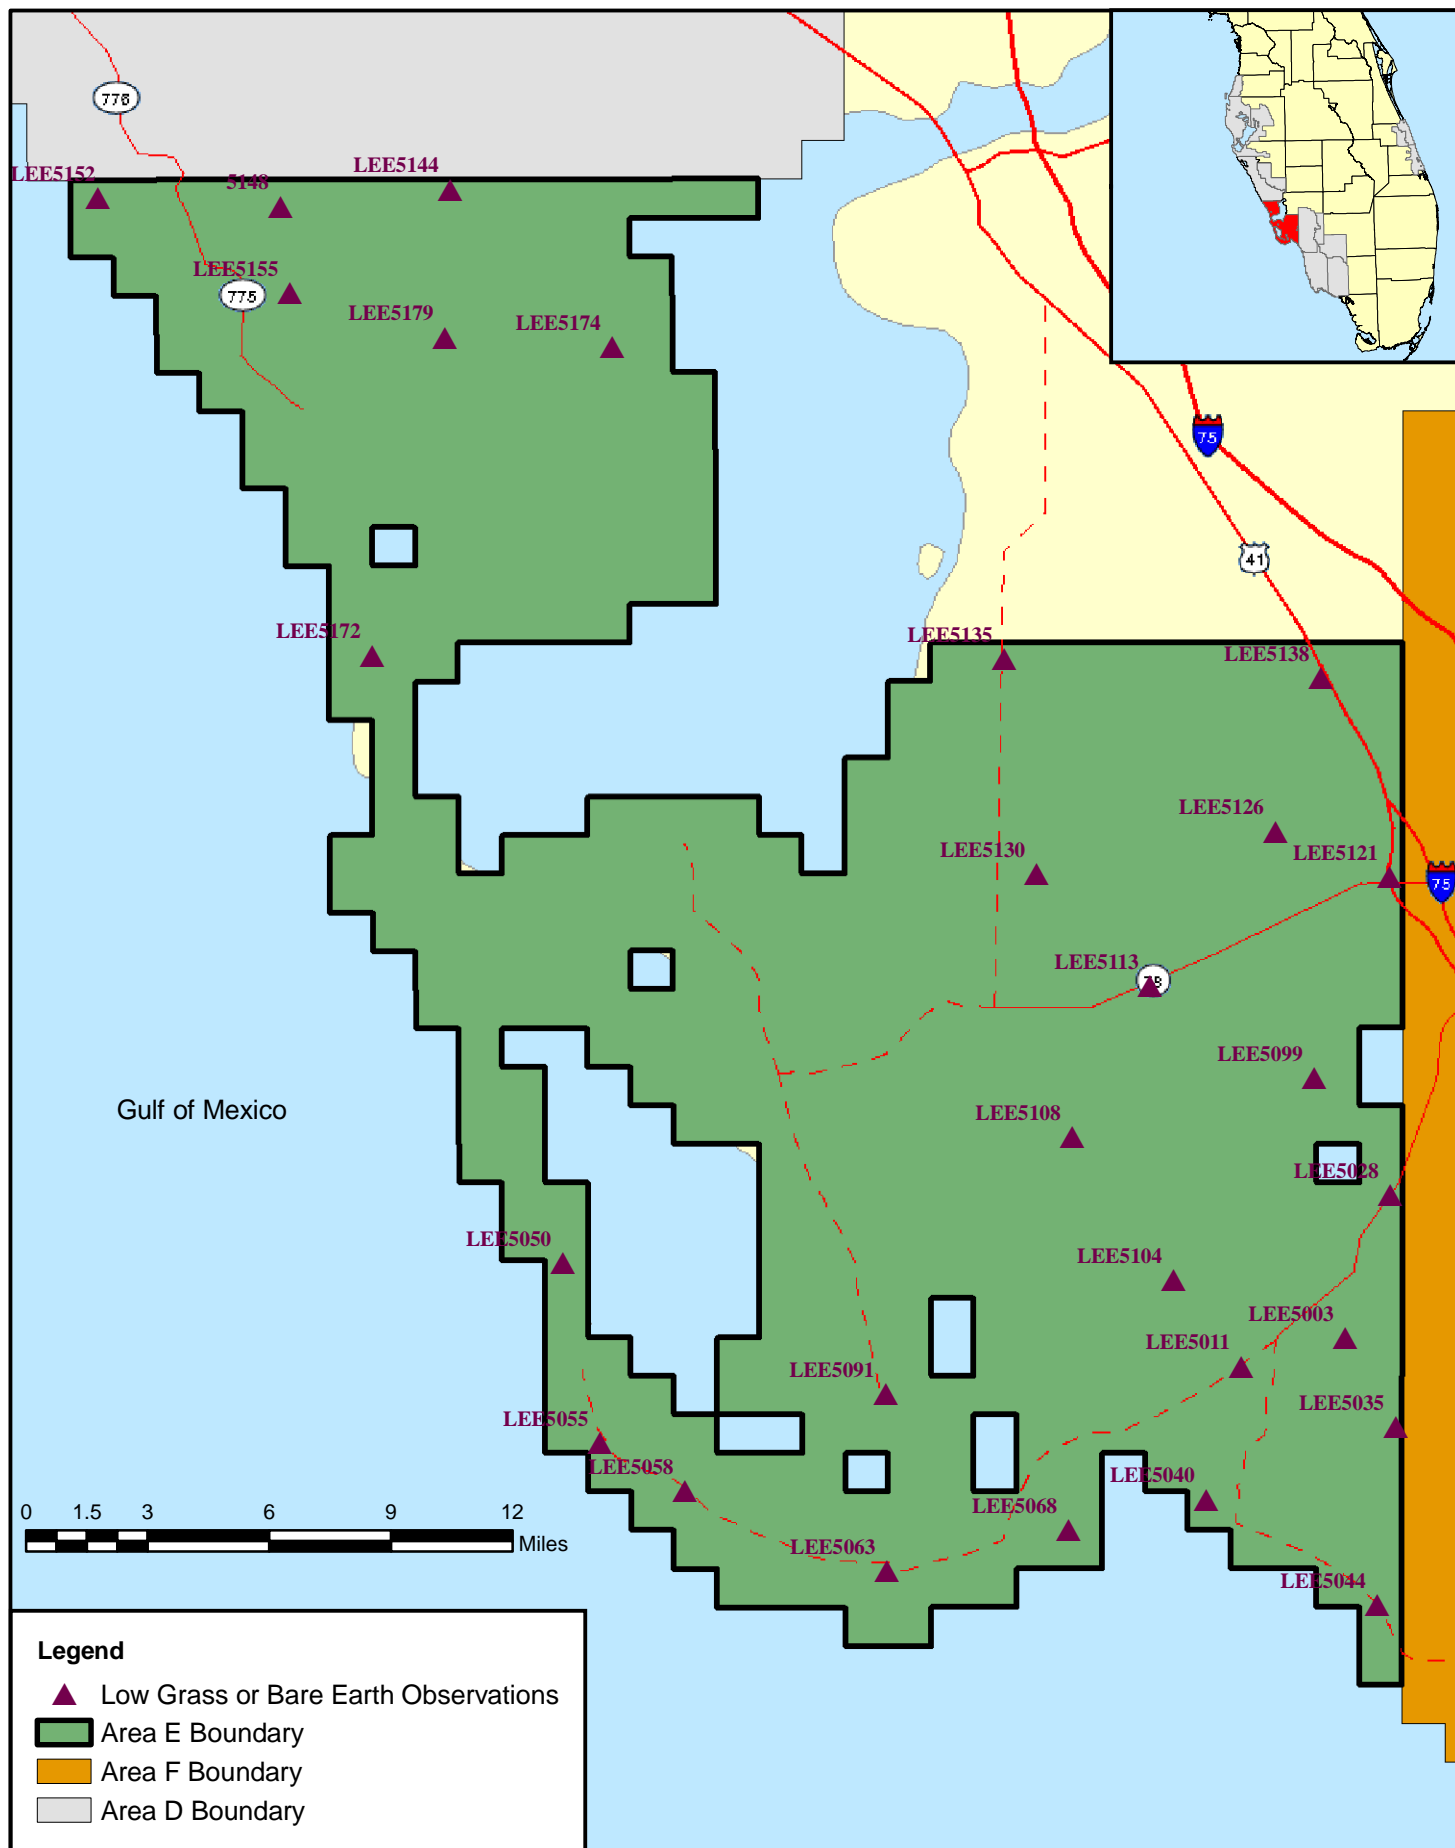 776
LEE5152
5148
LEE5144
LEE5155
775
LEE5179
LEE5174
75
41
LEE5172
LEE5135
LEE5138
LEE5126
LEE5130
LEE5121
75
LEE5113
78
LEE5099
Gulf of Mexico
LEE5108
LEE5028
LEE5050
LEE5104
LEE5003
LEE5011
LEE5091
LEE5035
LEE5055
LEE5058
LEE5040
LEE5068
0 1.5 3 6 9 12
Miles
LEE5063
LEE5044
Legend
Low Grass or Bare Earth Observations
Area E Boundary
Area F Boundary
Area D Boundary